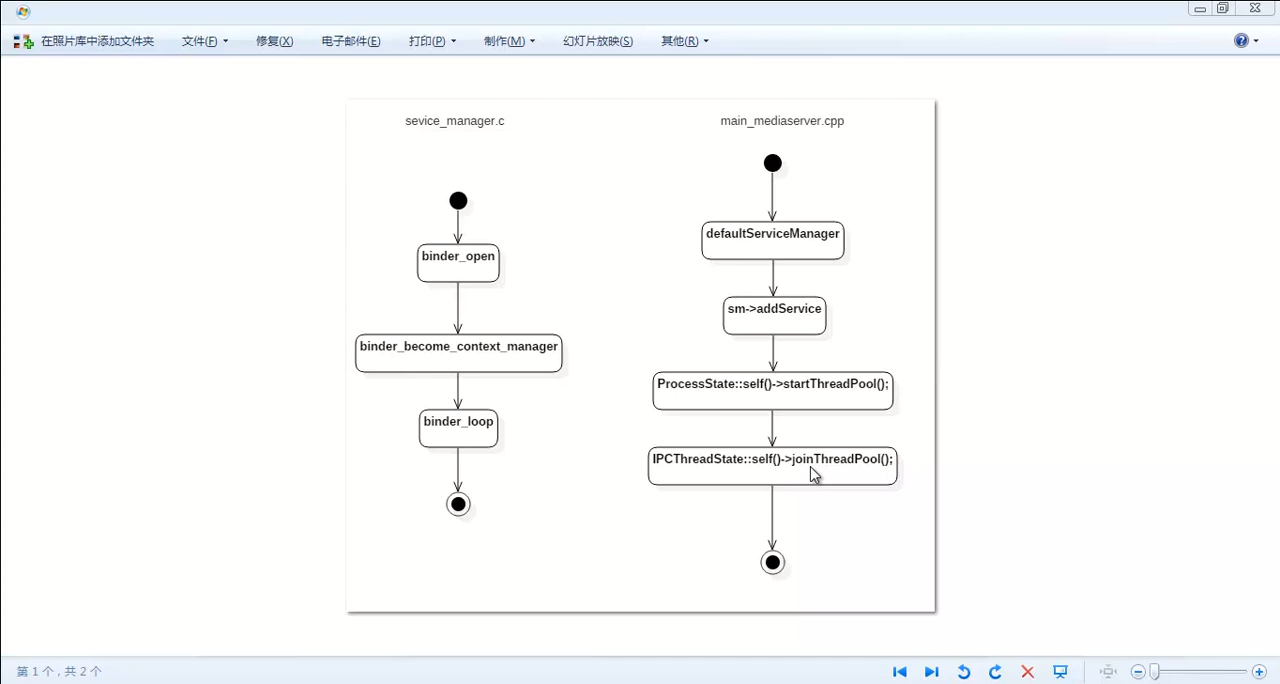 在照片库中添加文件夹 文件(F) 修复(X) 电子邮件(E) 打印(P) 制作(M) 幻灯片放映(S) 其他(R)
sevice_manager.c
binder_open
binder_become_context_manager
binder_loop
main_mediaserver.cpp
defaultServiceManager
sm->addService
ProcessState::self()->startThreadPool();
IPCThreadState::self()->joinThreadPool();
第 1 个，共 2 个